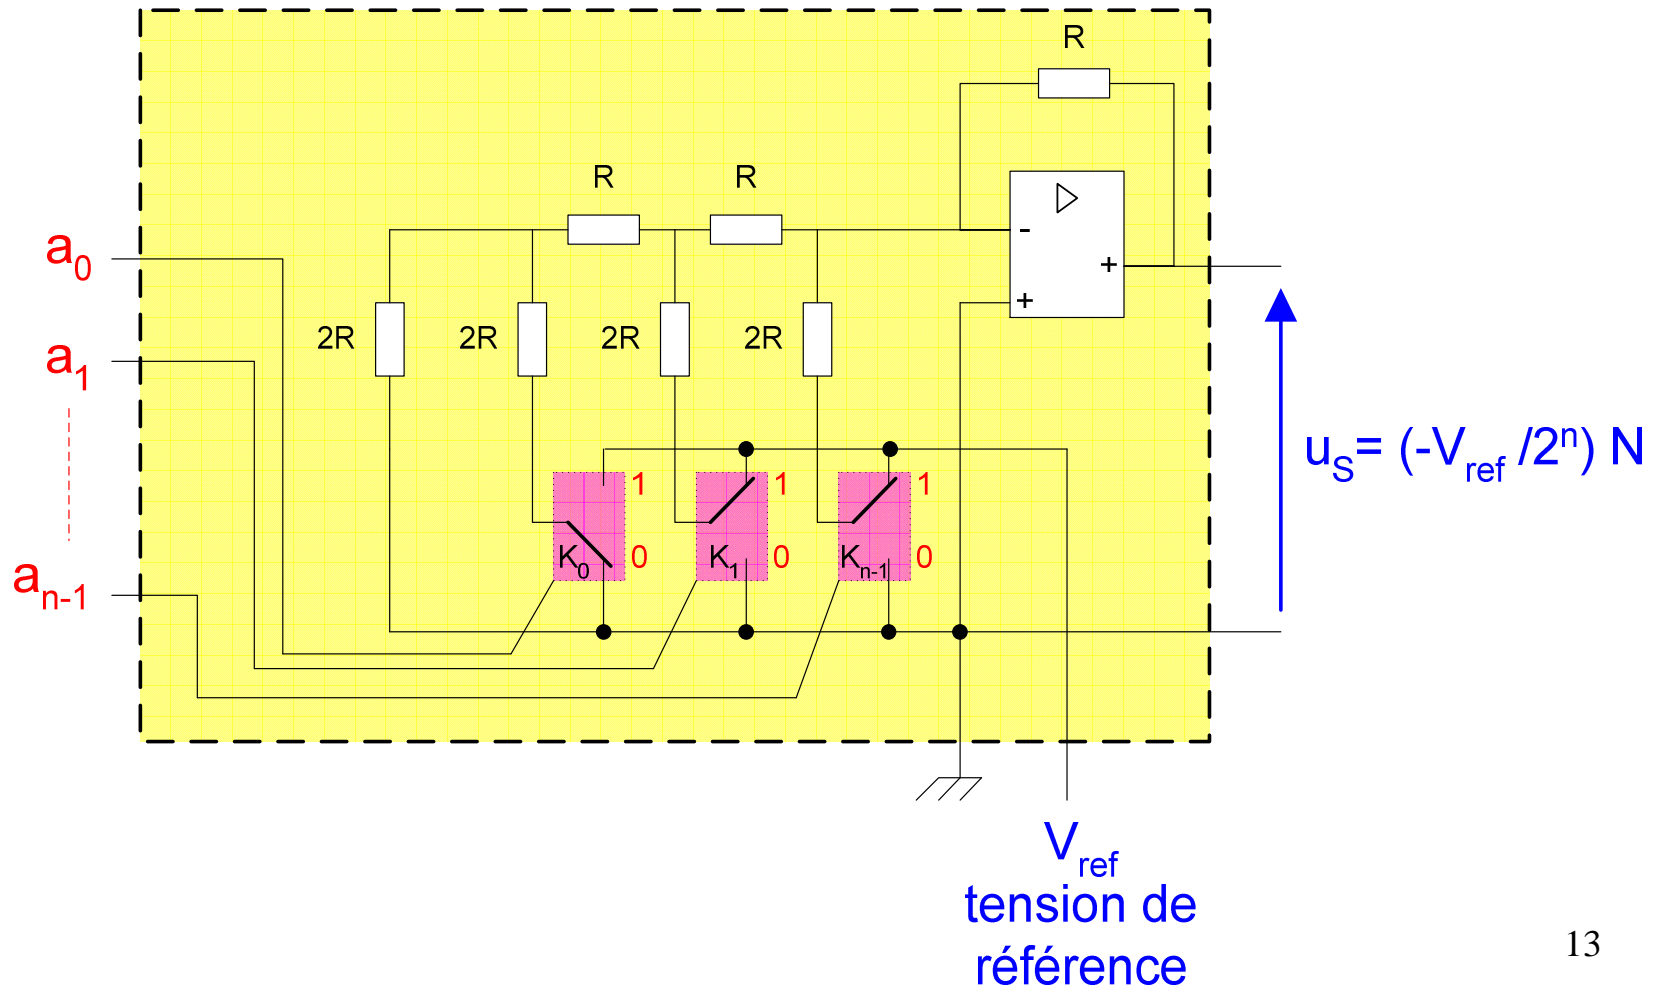 R
R R
a0
- + +
2R 2R 2R 2R
a1
uS= (-Vref /2n) N
1 1 1
K0 0 K1 0 Kn-1 0
an-1
Vref
tension de
référence
13